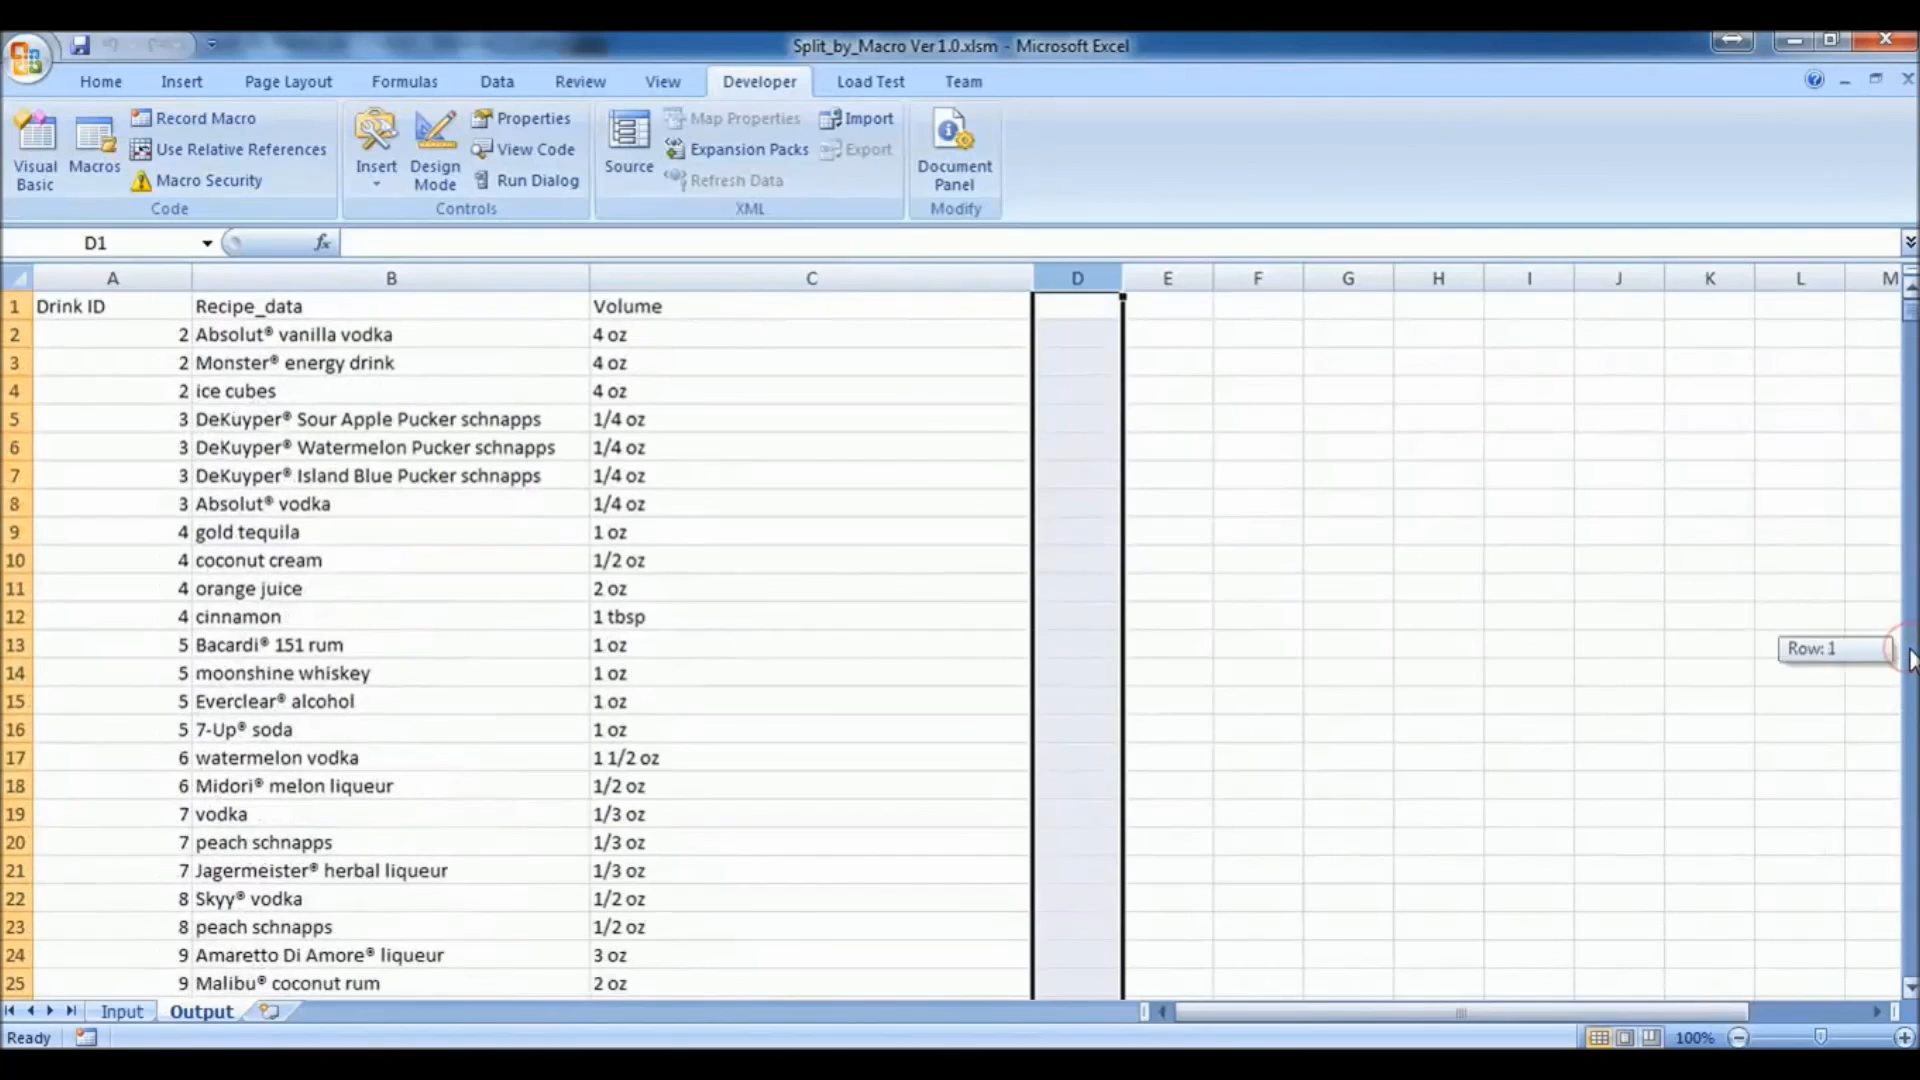 Split_by_Macro Ver1.0.xlsm - Microsoft Excel
Home Insert Page Layout Formulas Data Review View Developer Load Test Team
Visual Basic
Macros
Record Macro
Use Relative References
Macro Security
Code
Insert
Design Mode
Properties
View Code
Run Dialog
Controls
Source
Map Properties
Expansion Packs
Refresh Data
Import
Export
XML
Document Panel
Modify
D1 fx
A B C D E F G H I J K L M
1 Drink ID Recipe_data Volume
2 2 Absolut® vanilla vodka 4 oz
3 2 Monster® energy drink 4 oz
4 2 ice cubes 4 oz
5 3 DeKuyper® Sour Apple Pucker schnapps 1/4 oz
6 3 DeKuyper® Watermelon Pucker schnapps 1/4 oz
7 3 DeKuyper® Island Blue Pucker schnapps 1/4 oz
8 3 Absolut® vodka 1/4 oz
9 4 gold tequila 1 oz
10 4 coconut cream 1/2 oz
11 4 orange juice 2 oz
12 4 cinnamon 1 tbsp
13 5 Bacardi® 151 rum 1 oz
14 5 moonshine whiskey 1 oz
15 5 Everclear® alcohol 1 oz
16 5 7-Up® soda 1 oz
17 6 watermelon vodka 1 1/2 oz
18 6 Midori® melon liqueur 1/2 oz
19 7 vodka 1/3 oz
20 7 peach schnapps 1/3 oz
21 7 Jagermeister® herbal liqueur 1/3 oz
22 8 Skyy® vodka 1/2 oz
23 8 peach schnapps 1/2 oz
24 9 Amaretto Di Amore® liqueur 3 oz
25 9 Malibu® coconut rum 2 oz
Row: 1
Input Output
Ready 100%